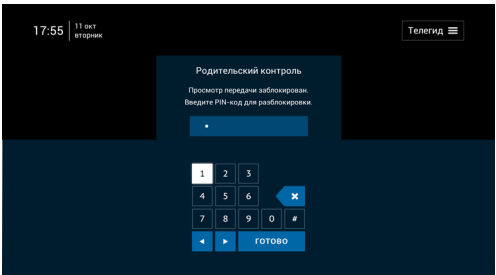 17:55
11 окт
вторник
Телегид
Родительский контроль
Просмотр передачи заблокирован.
Введите PIN-код для разблокировки.
1 2 3
4 5 6
7 8 9 0 #
ГОТОВО